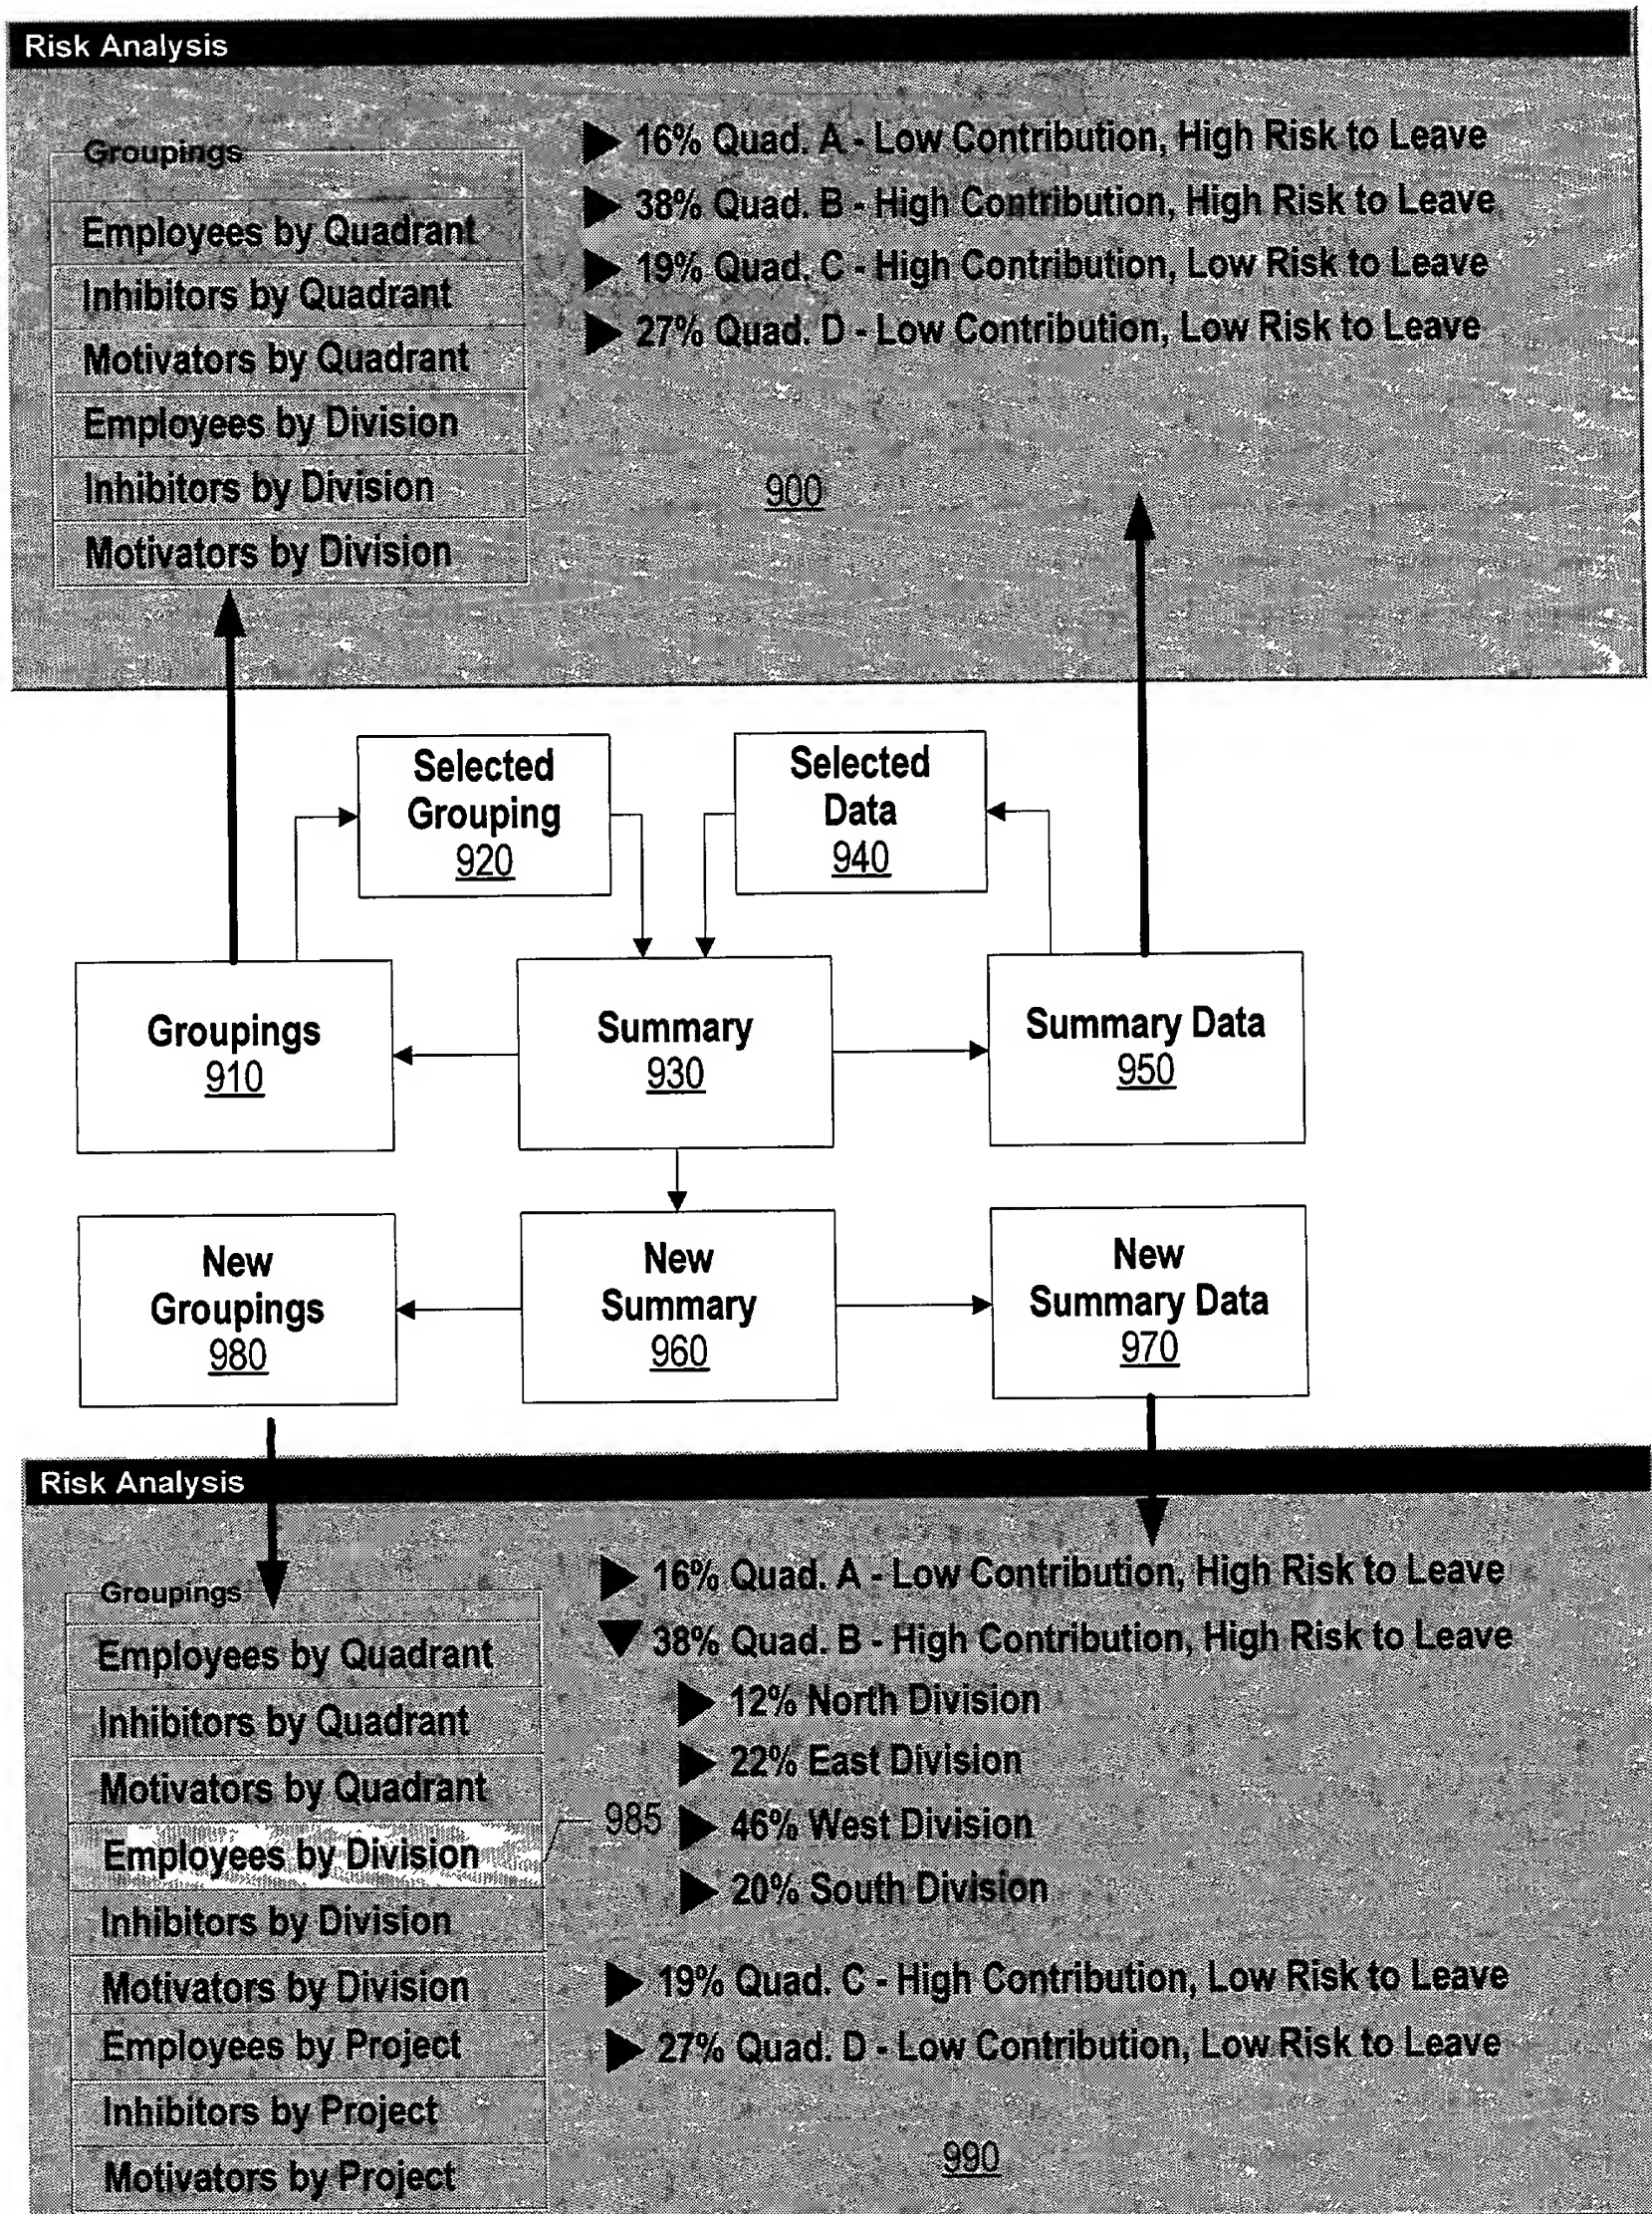 Risk Analysis
Groupings
Employees by Quadrant
Inhibitors by Quadrant
Motivators by Quadrant
Employees by Division
Inhibitors by Division
Motivators by Division
16% Quad. A - Low Contribution, High Risk to Leave
38% Quad. B - High Contribution, High Risk to Leave
19% Quad. C - High Contribution, Low Risk to Leave
27% Quad. D - Low Contribution, Low Risk to Leave
900
Selected
Grouping
920
Selected
Data
940
Groupings
910
Summary
930
Summary Data
950
New
Groupings
980
New
Summary
960
New
Summary Data
970
Risk Analysis
Groupings
Employees by Quadrant
Inhibitors by Quadrant
Motivators by Quadrant
Employees by Division
Inhibitors by Division
Motivators by Division
Employees by Project
Inhibitors by Project
Motivators by Project
985
16% Quad. A - Low Contribution, High Risk to Leave
38% Quad. B - High Contribution, High Risk to Leave
12% North Division
22% East Division
46% West Division
20% South Division
19% Quad. C - High Contribution, Low Risk to Leave
27% Quad. D - Low Contribution, Low Risk to Leave
990